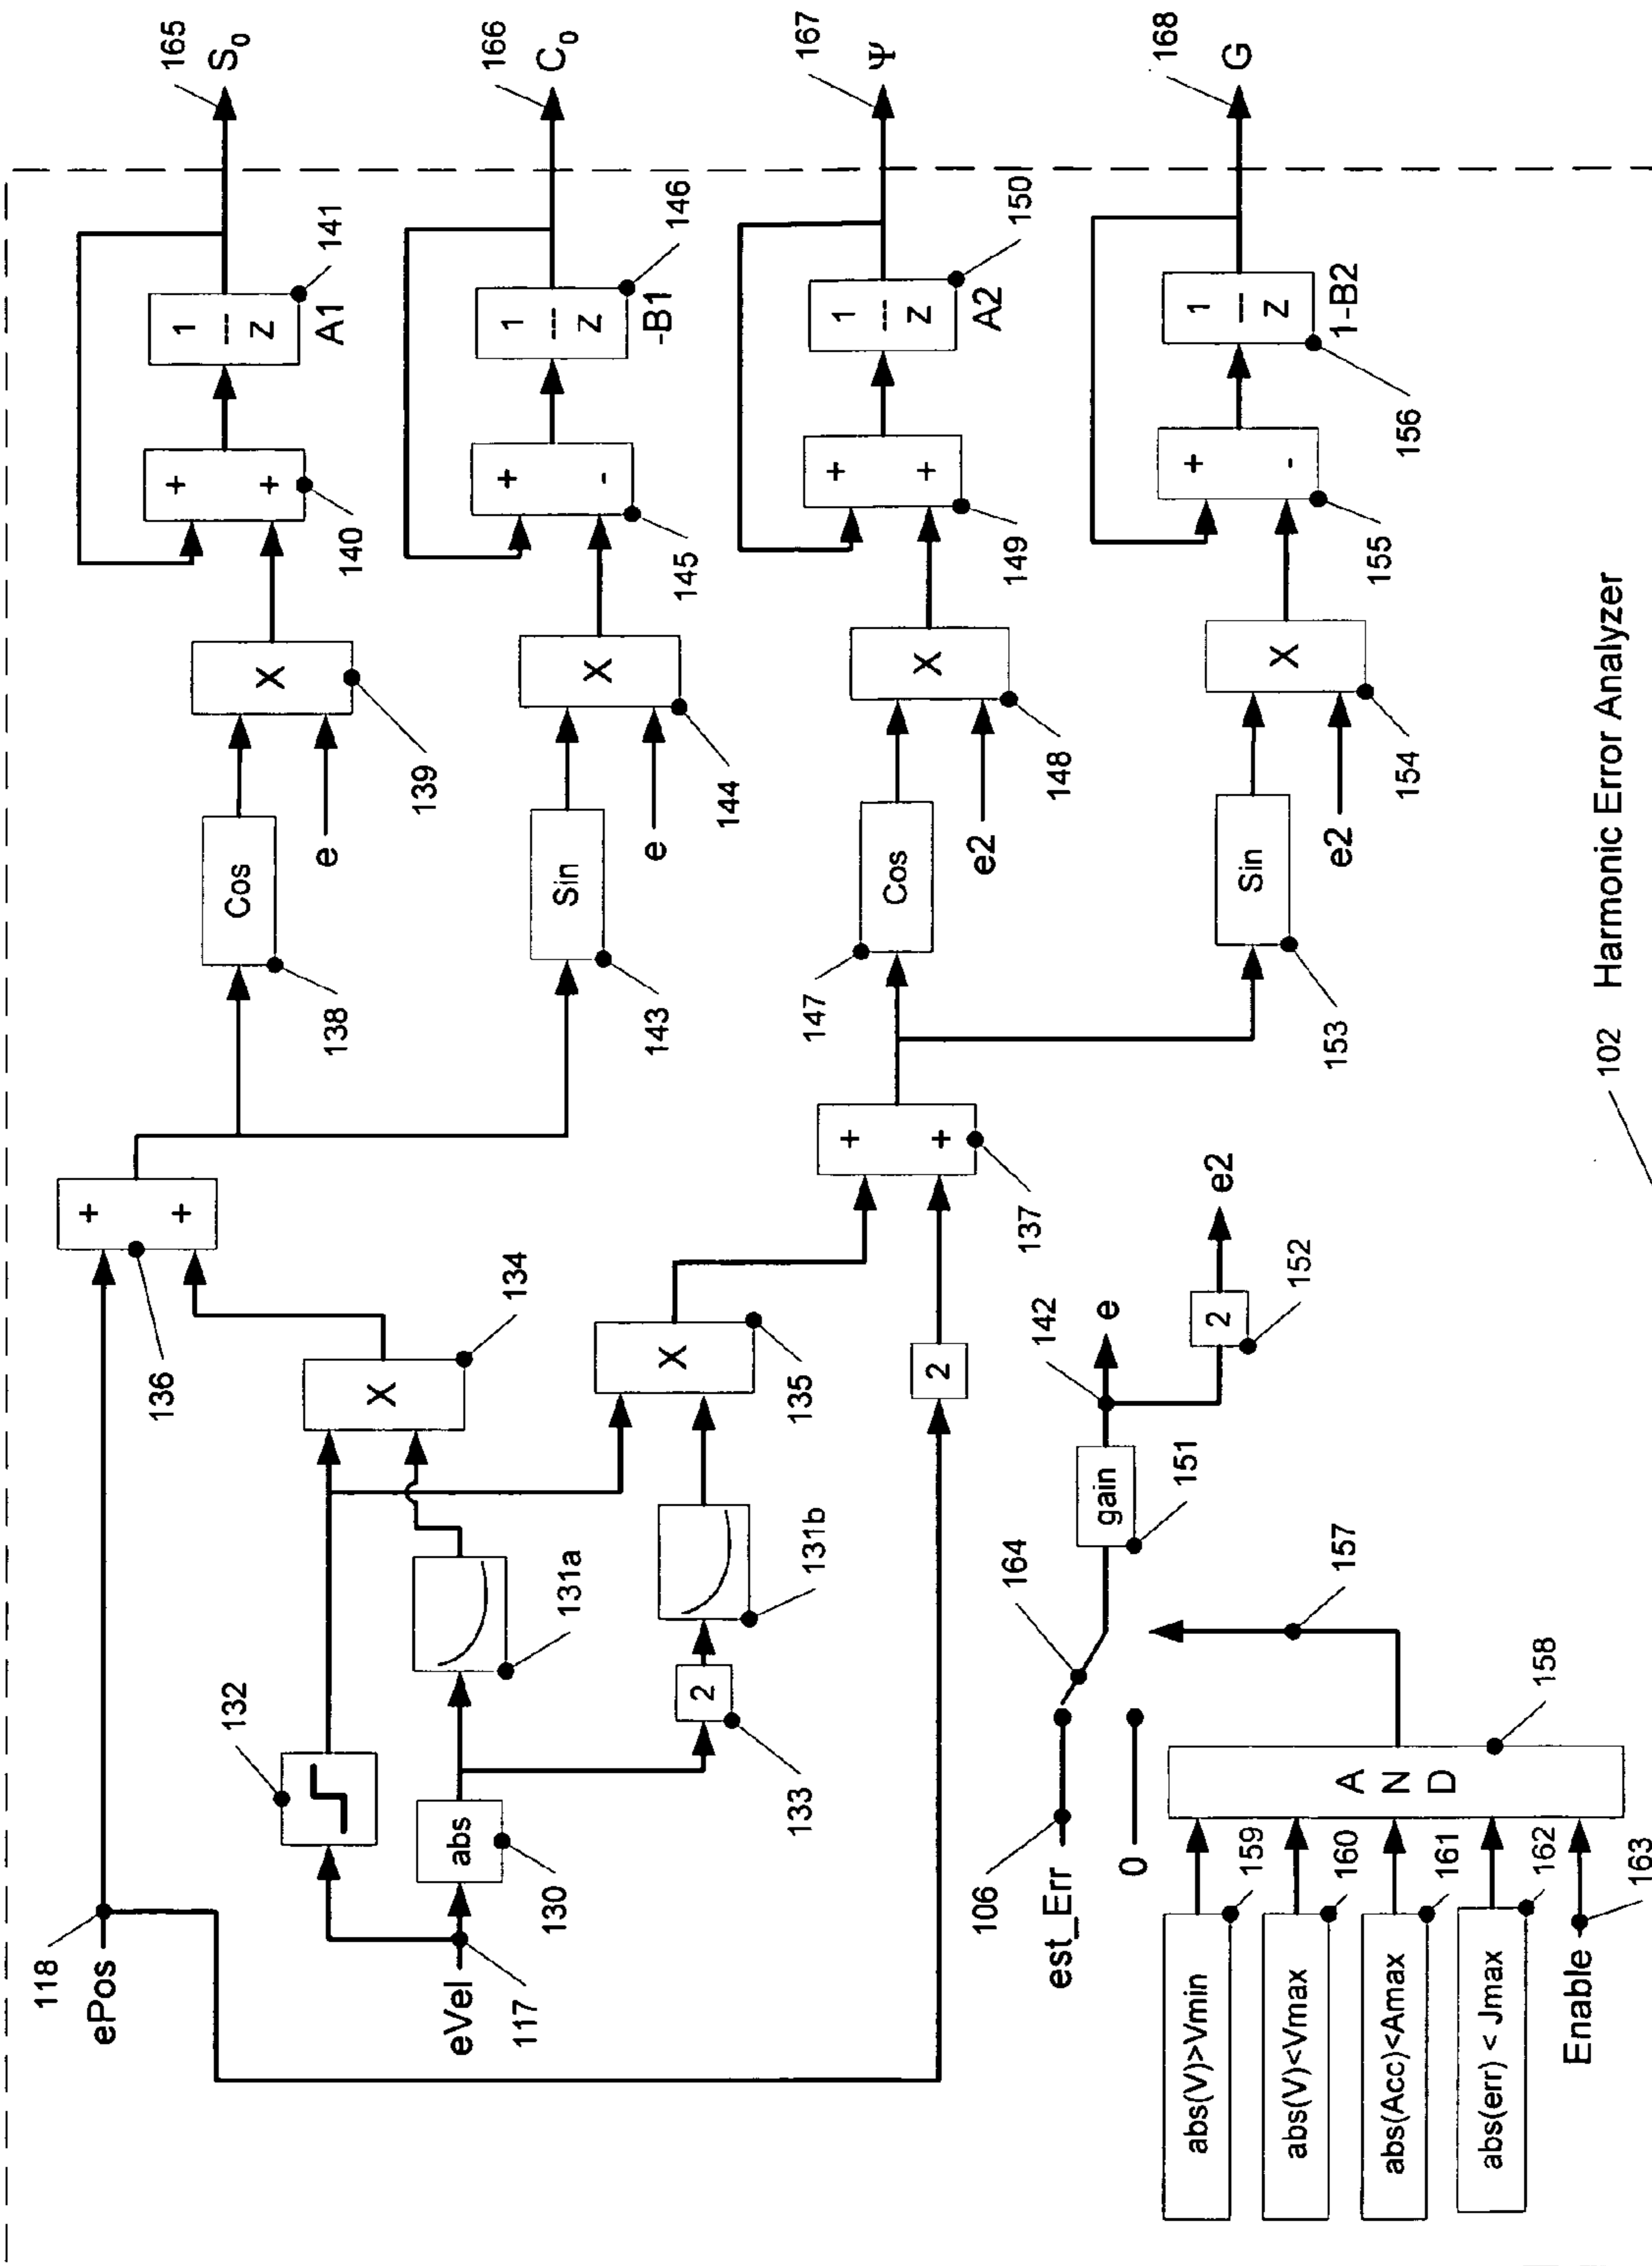 118
ePos
eVel
117
132
abs
130
131a
2
133
131b
X
134
X
135
2
+
+
136
+
+
137
Cos
138
e
X
139
+
+
140
1
---
Z
A1
141
165
S₀
Sin
143
e
X
144
+
-
145
1
---
Z
-B1
146
166
C₀
147
Cos
e2
X
148
+
+
149
1
---
Z
A2
150
167
Ψ
Sin
153
e2
X
154
+
-
155
1
---
Z
1-B2
156
168
G
106
est_Err
0
164
gain
151
142
e
2
152
e2
157
A
N
D
158
abs(V)>Vmin
159
abs(V)<Vmax
160
abs(Acc)<Amax
161
abs(err) < Jmax
162
Enable
163
102 Harmonic Error Analyzer